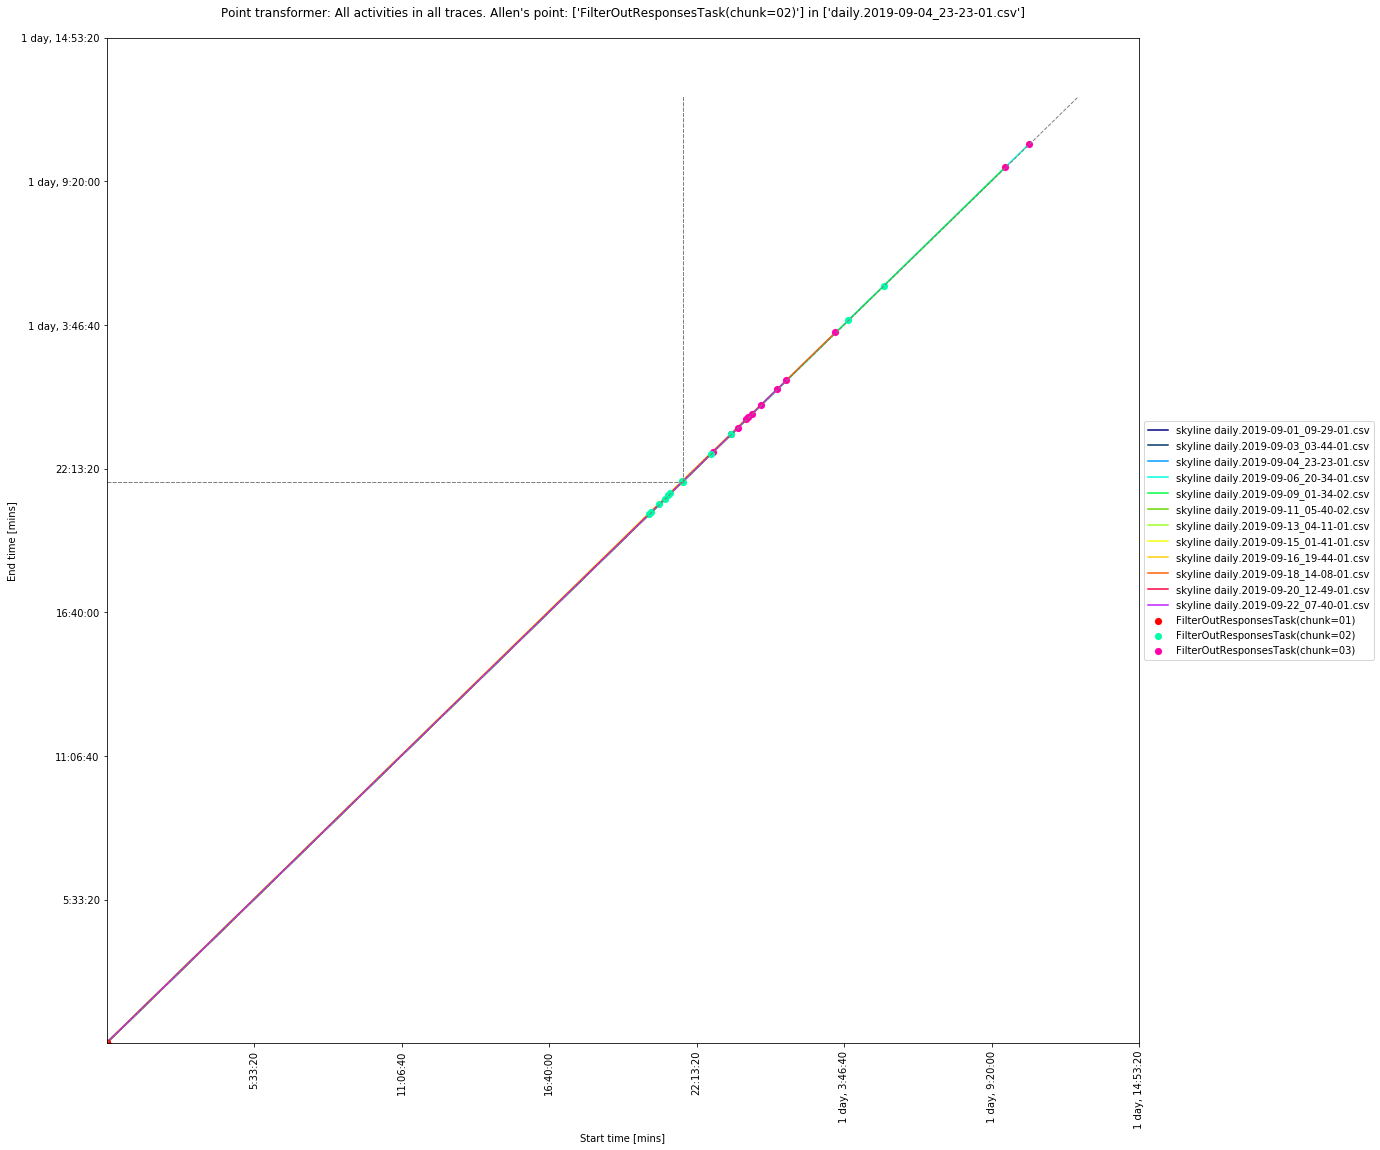 Point transformer: All activities in all traces. Allen's point: ['FilterOutResponsesTask(chunk=02)'] in ['daily.2019-09-04_23-23-01.csv']
1 day, 14:53:20
1 day, 9:20:00
1 day, 3:46:40
22:13:20
16:40:00
11:06:40
5:33:20
End time [mins]
5:33:20
11:06:40
16:40:00
22:13:20
1 day, 3:46:40
1 day, 9:20:00
1 day, 14:53:20
Start time [mins]
skyline daily.2019-09-01_09-29-01.csv
skyline daily.2019-09-03_03-44-01.csv
skyline daily.2019-09-04_23-23-01.csv
skyline daily.2019-09-06_20-34-01.csv
skyline daily.2019-09-09_01-34-02.csv
skyline daily.2019-09-11_05-40-02.csv
skyline daily.2019-09-13_04-11-01.csv
skyline daily.2019-09-15_01-41-01.csv
skyline daily.2019-09-16_19-44-01.csv
skyline daily.2019-09-18_14-08-01.csv
skyline daily.2019-09-20_12-49-01.csv
skyline daily.2019-09-22_07-40-01.csv
FilterOutResponsesTask(chunk=01)
FilterOutResponsesTask(chunk=02)
FilterOutResponsesTask(chunk=03)